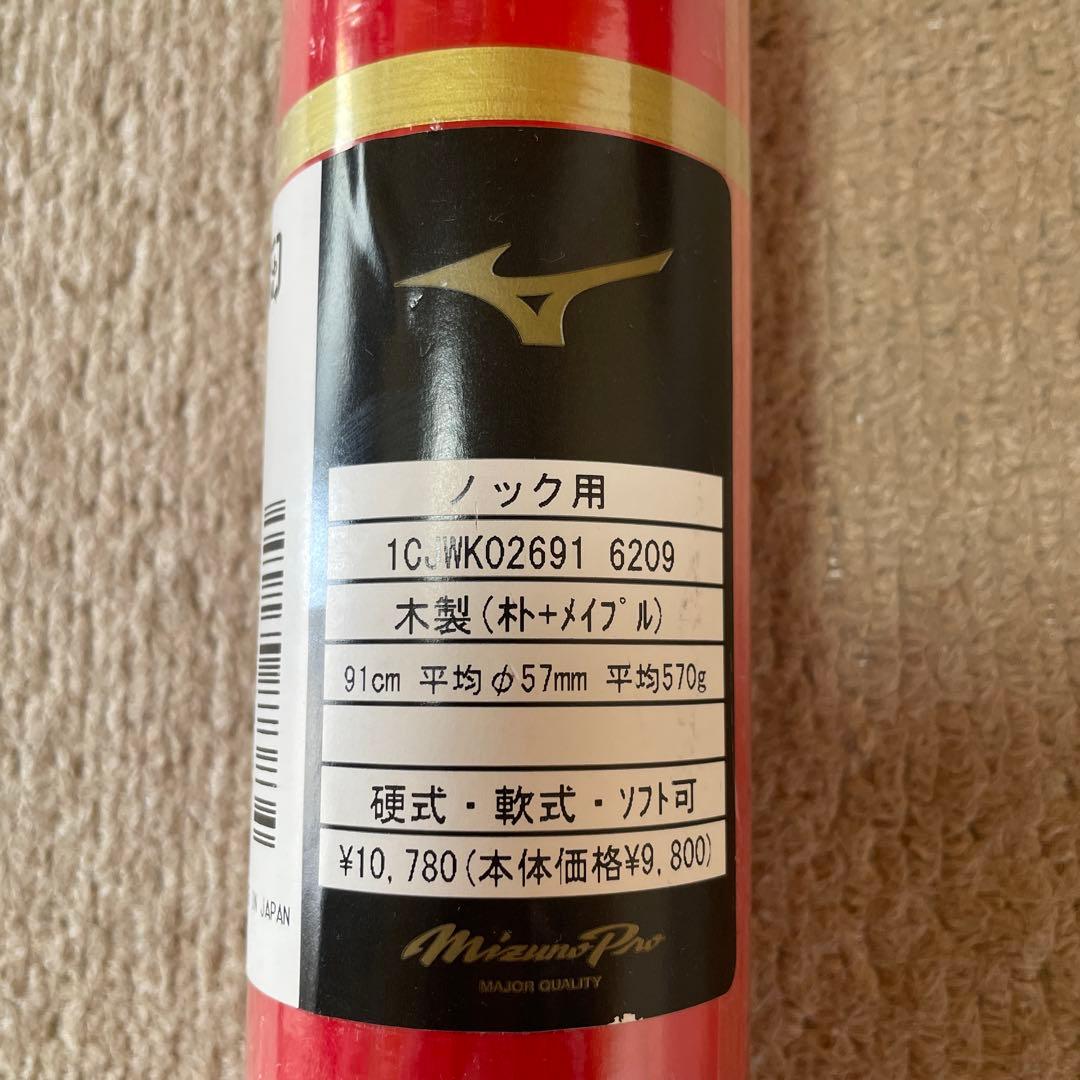 ノック用
1CJWK02691 6209
木製(朴+メイプル)
91cm 平均φ57mm 平均570g
硬式・軟式・ソフト可
¥10,780(本体価格¥9,800)
IN JAPAN
Mizuno Pro
MAJOR QUALITY